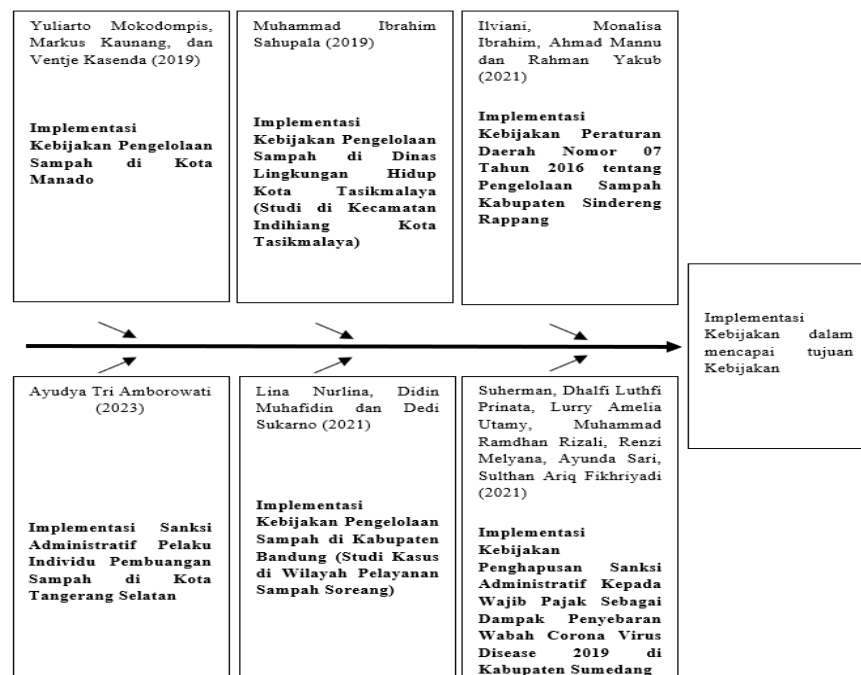 Yuliarto Mokodompis,
Markus Kaunang, dan
Ventje Kasenda (2019)
Implementasi
Kebijakan Pengelolaan
Sampah di Kota
Manado
Muhammad Ibrahim
Sahupala (2019)
Implementasi
Kebijakan Pengelolaan
Sampah di Dinas
Lingkungan Hidup
Kota Tasikmalaya
(Studi di Kecamatan
Indihiang Kota
Tasikmalaya)
Ilviani, Monalisa
Ibrahim, Ahmad Mannu
dan Rahman Yakub
(2021)
Implementasi
Kebijakan Peraturan
Daerah Nomor 07
Tahun 2016 tentang
Pengelolaan Sampah
Kabupaten Sindereng
Rappang
Implementasi
Kebijakan dalam
mencapai tujuan
Kebijakan
Ayudya Tri Amborowati
(2023)
Implementasi Sanksi
Administratif Pelaku
Individu Pembuangan
Sampah di Kota
Tangerang Selatan
Lina Nurlina, Didin
Muhafidin dan Dedi
Sukarno (2021)
Implementasi
Kebijakan Pengelolaan
Sampah di Kabupaten
Bandung (Studi Kasus
di Wilayah Pelayanan
Sampah Soreang)
Suherman, Dhalfi Luthfi
Prinata, Lurry Amelia
Utamy, Muhammad
Ramdhan Rizali, Renzi
Melyana, Ayunda Sari,
Sulthan Ariq Fikhriyadi
(2021)
Implementasi
Kebijakan
Penghapusan Sanksi
Administratif Kepada
Wajib Pajak Sebagai
Dampak Penyebaran
Wabah Corona Virus
Disease 2019 di
Kabupaten Sumedang